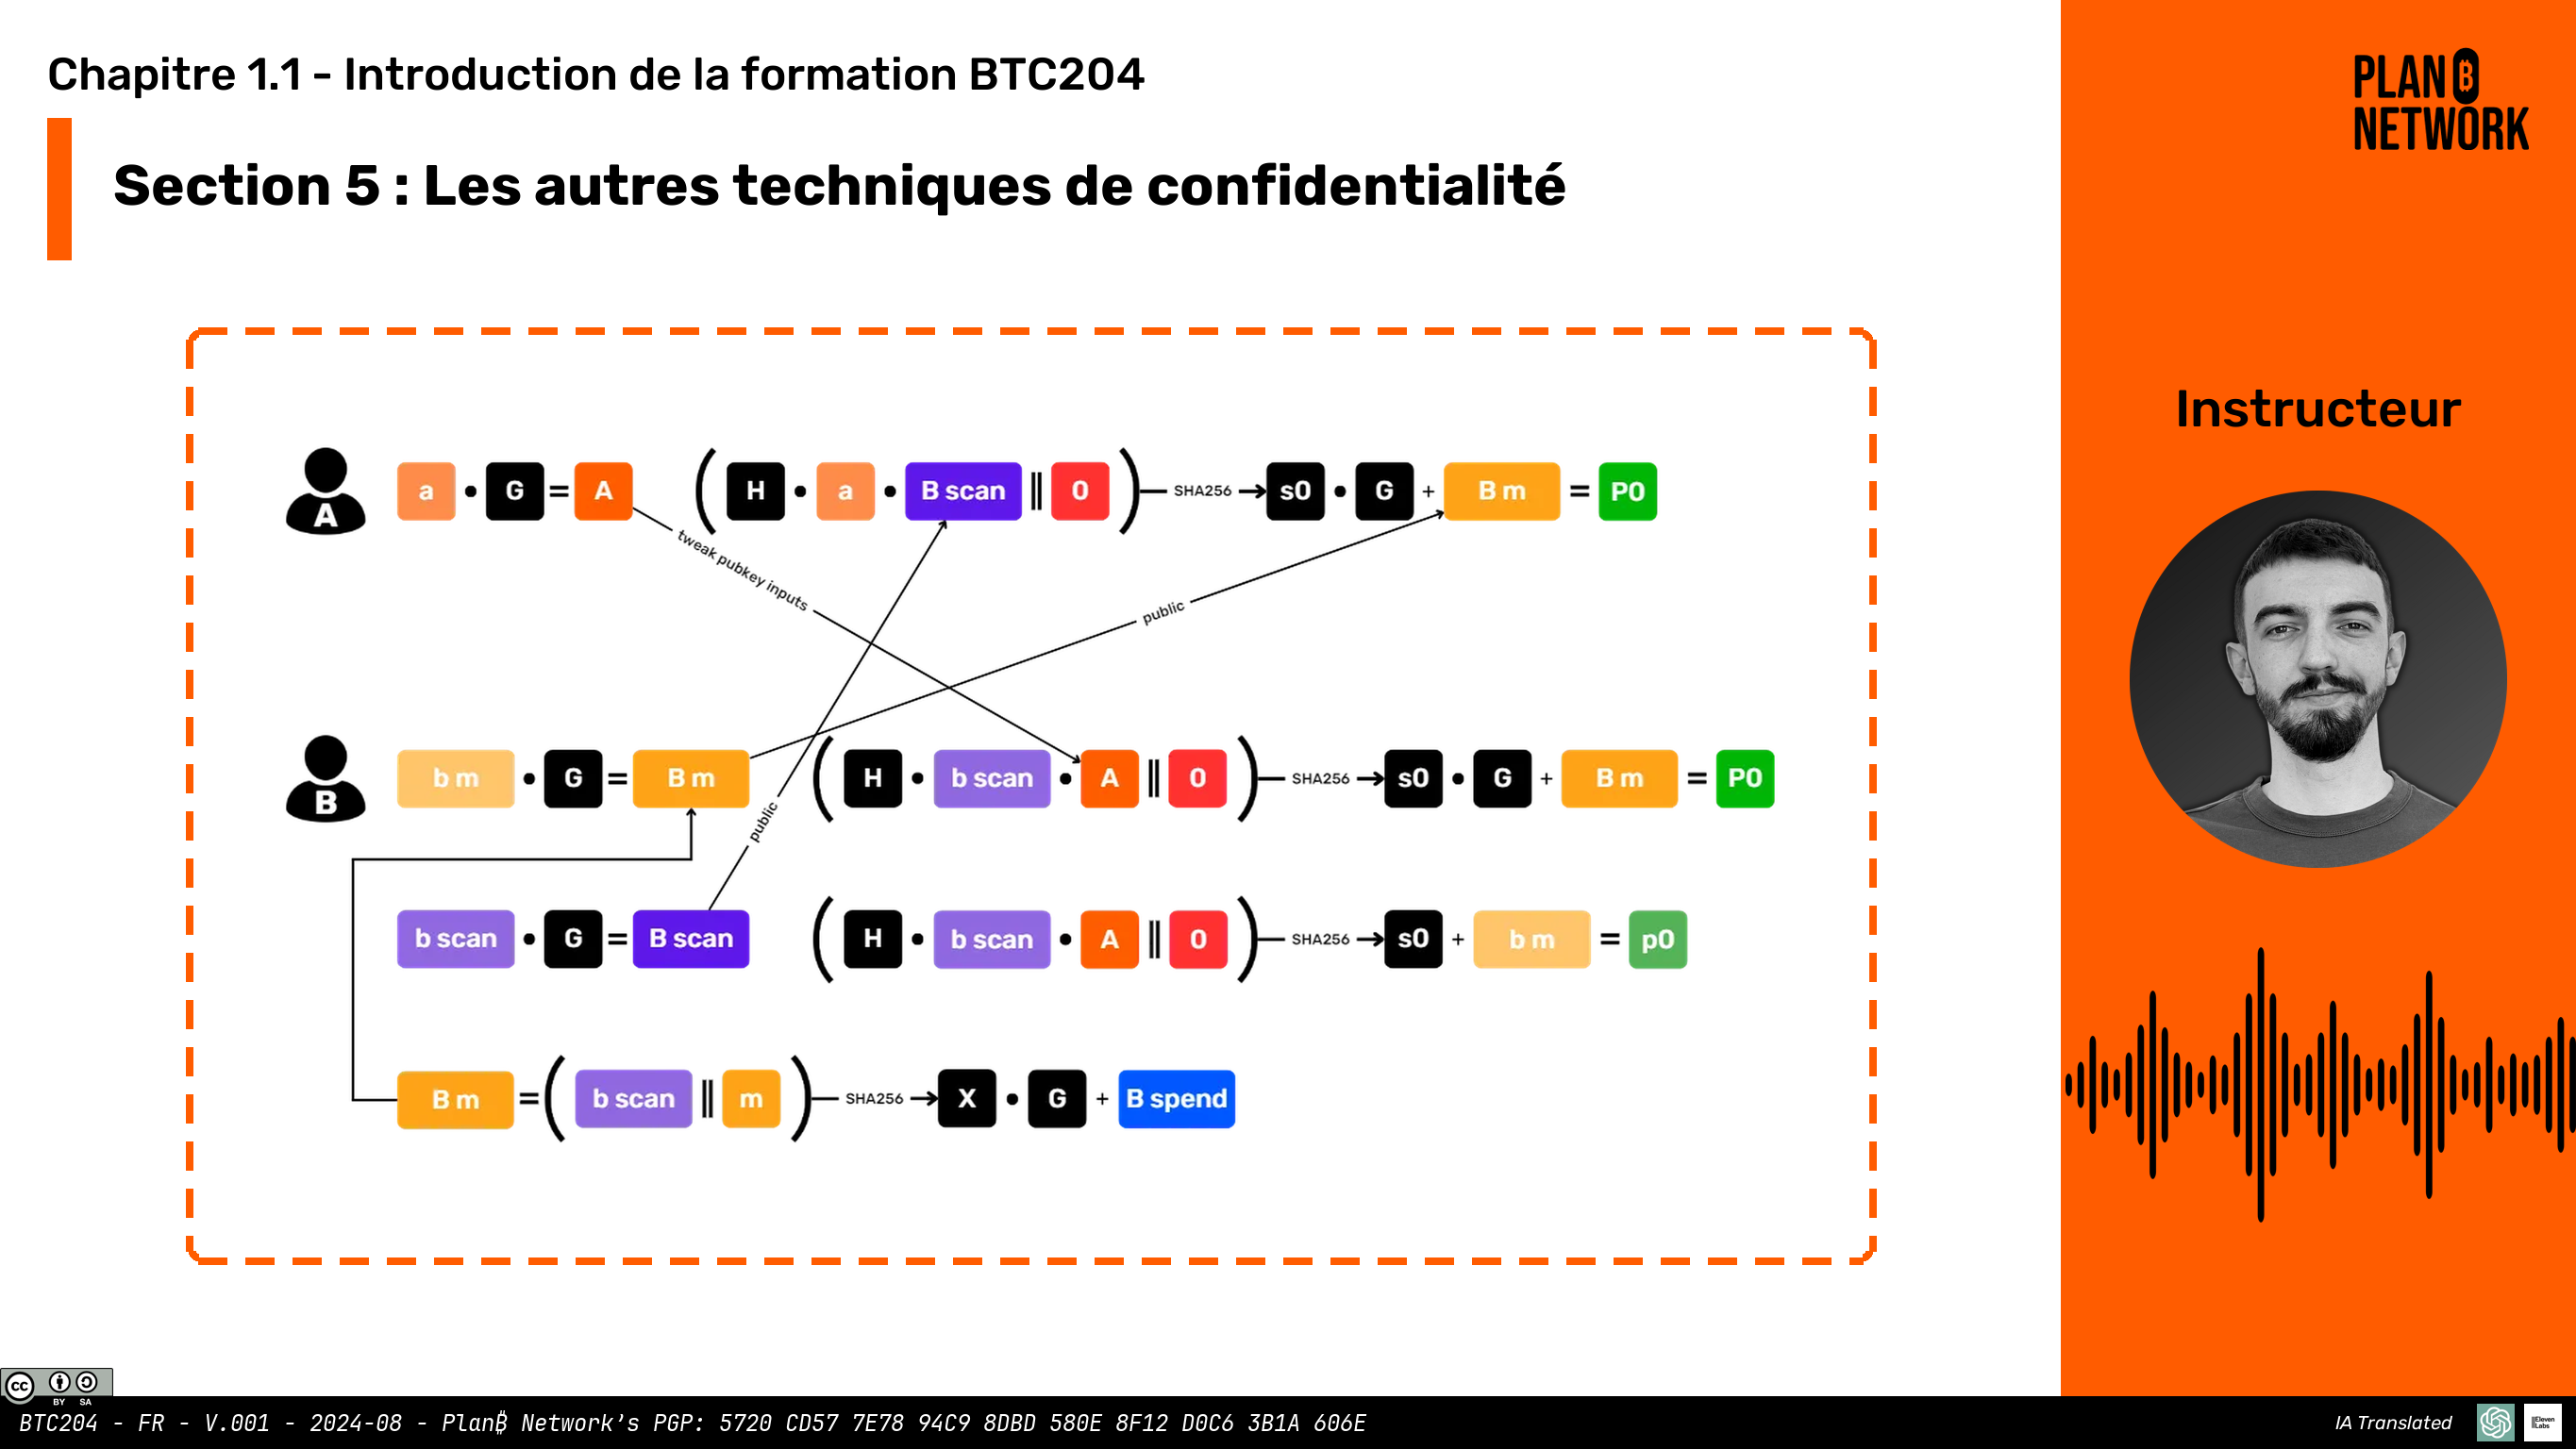 Chapitre 1.1 - Introduction de la formation BTC204
Section 5 : Les autres techniques de confidentialité
PLAN ₿
NETWORK
Instructeur
A a • G = A ( H • a • B scan || 0 ) SHA256 → s0 • G + B m = P0
tweak pubkey inputs
public
B b m • G = B m ( H • b scan • A || 0 ) SHA256 → s0 • G + B m = P0
public
b scan • G = B scan ( H • b scan • A || 0 ) SHA256 → s0 + b m = p0
B m = ( b scan || m ) SHA256 → X • G + B spend
cc BY SA
BTC204 - FR - V.001 - 2024-08 - Plan₿ Network's PGP: 5720 CD57 7E78 94C9 8DBD 580E 8F12 D0C6 3B1A 606E
IA Translated
IIEleven
Labs